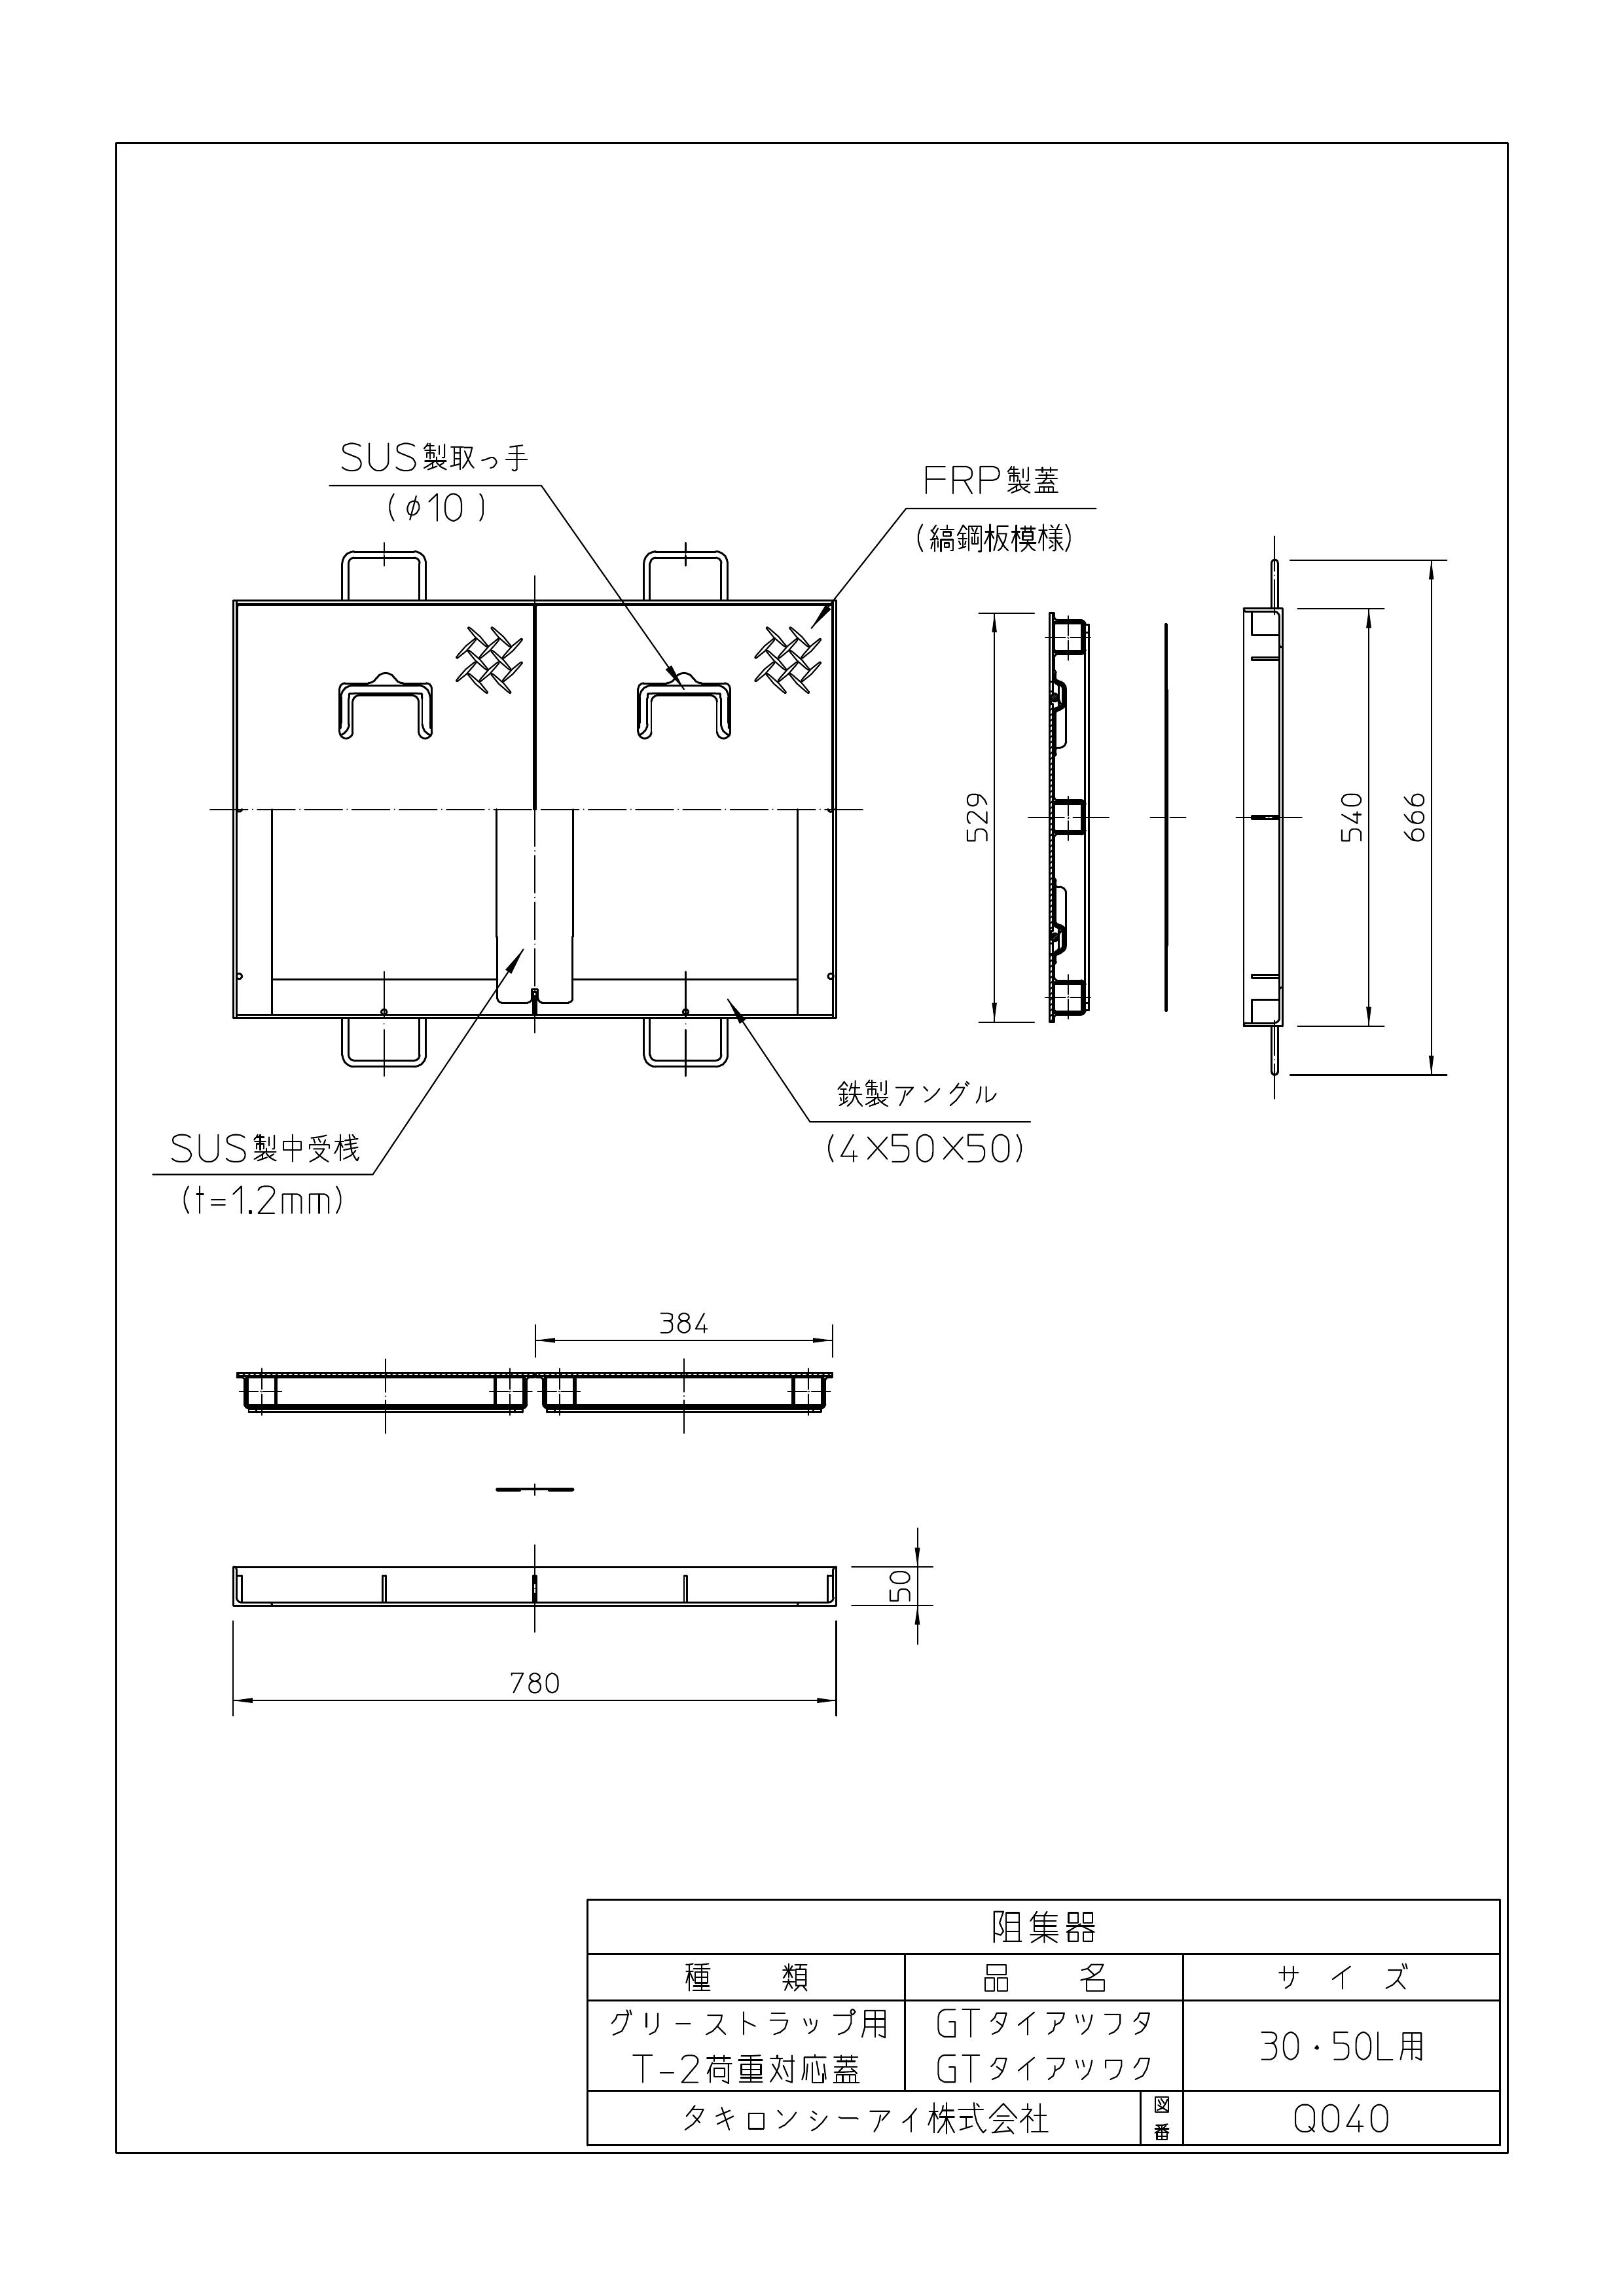 SUS製取っ手
(φ10)
FRP製蓋
(縞鋼板模様)
529
540
666
鉄製アングル
(4×50×50)
SUS製中受桟
(t=1.2mm)
384
50
780
阻集器
種 類 品 名 サイズ
グリーストラップ用 GTタイアツフタ
T-2荷重対応蓋 GTタイアツワク
30・50L用
タキロンシーアイ株式会社 図番 Q040